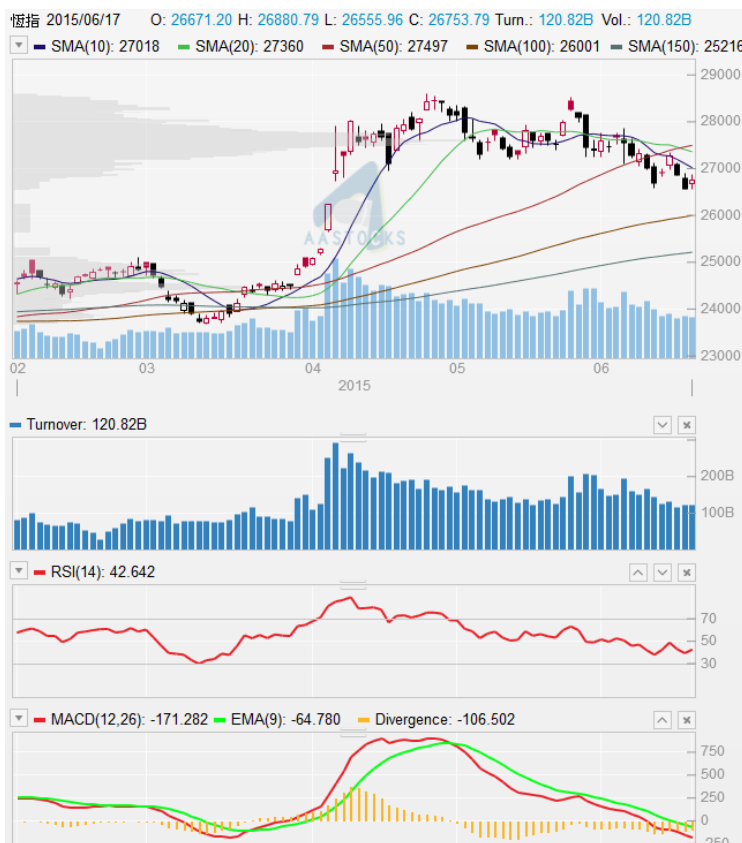 恆指 2015/06/17 O: 26671.20 H: 26880.79 L: 26555.96 C: 26753.79 Turn.: 120.82B Vol.: 120.82B
SMA(10): 27018 SMA(20): 27360 SMA(50): 27497 SMA(100): 26001 SMA(150): 25216
29000
28000
27000
26000
AASTOCKS
25000
24000
23000
02 03 04 05 06
2015
Turnover: 120.82B
200B
100B
RSI(14): 42.642
70
50
30
MACD(12,26): -171.282 EMA(9): -64.780 Divergence: -106.502
750
500
250
0
-250